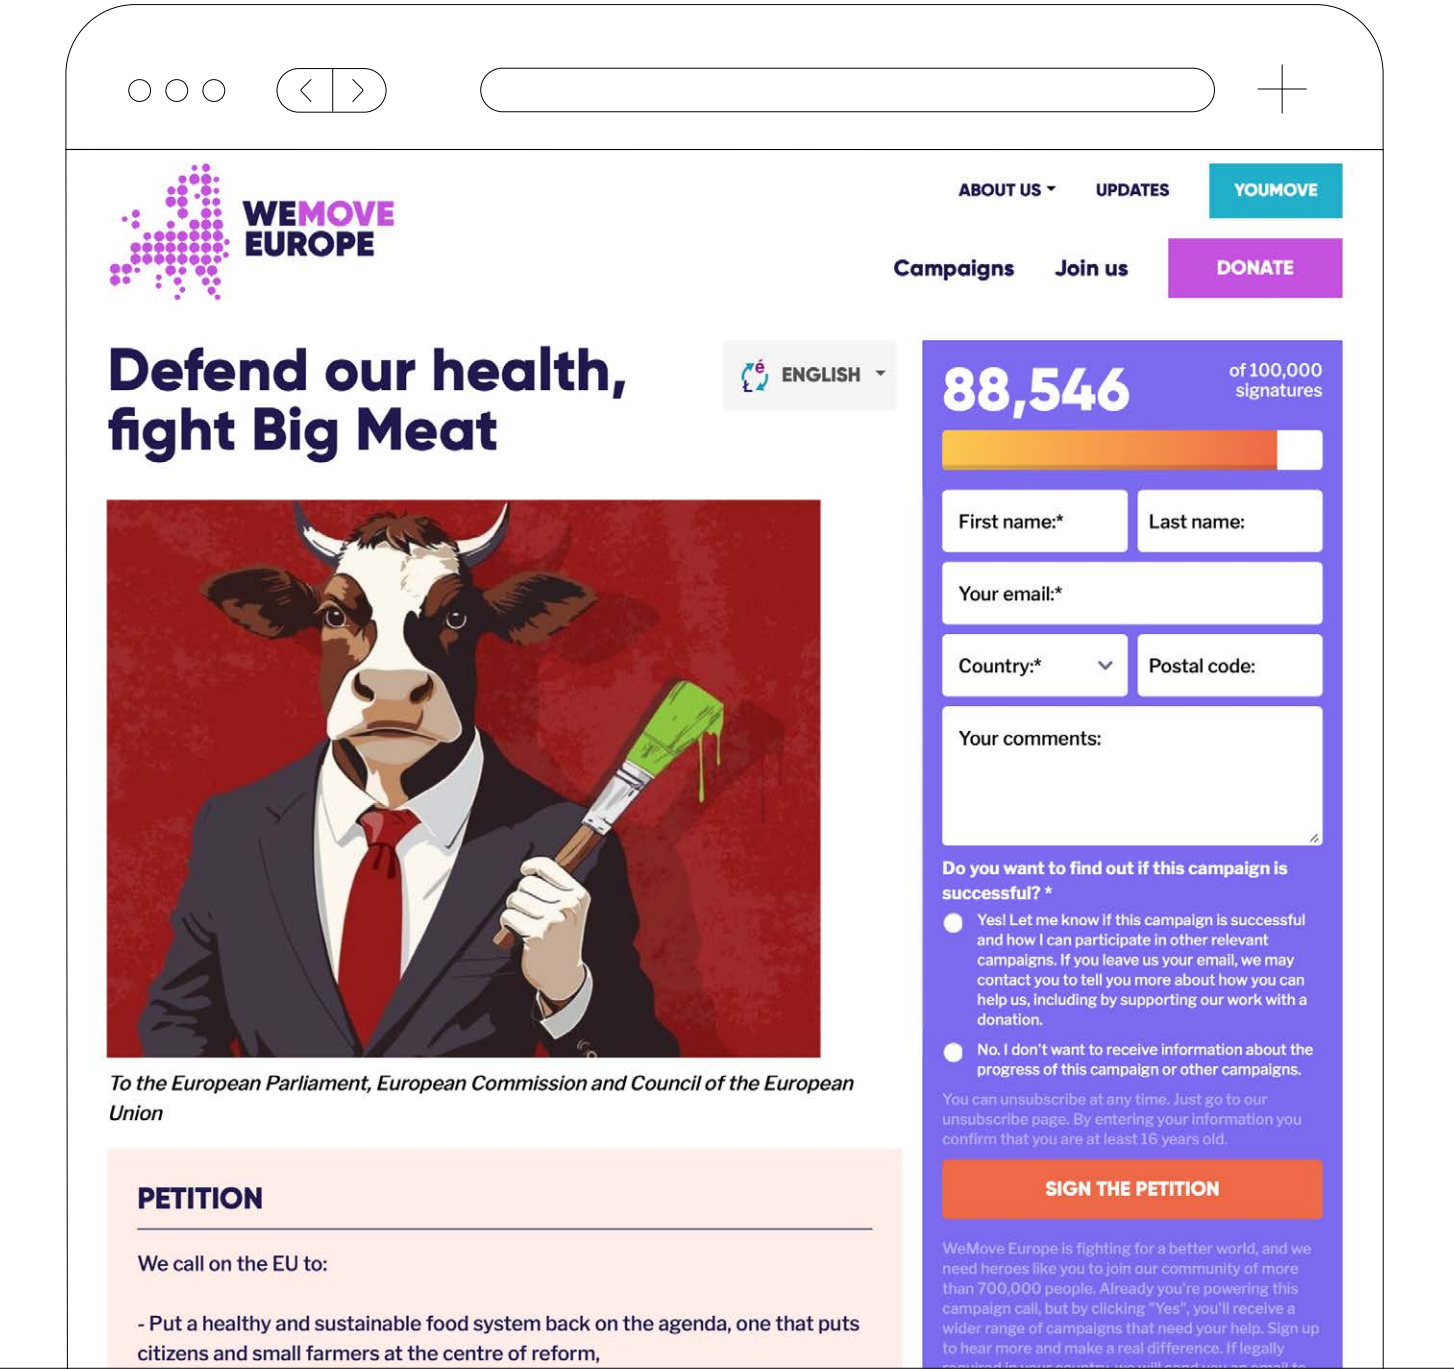 WEMOVE
EUROPE
ABOUT US
UPDATES
YOUMOVE
Campaigns
Join us
DONATE
Defend our health,
fight Big Meat
ENGLISH
To the European Parliament, European Commission and Council of the European
Union
PETITION
We call on the EU to:
- Put a healthy and sustainable food system back on the agenda, one that puts
citizens and small farmers at the centre of reform,
88,546
of 100,000
signatures
First name:*
Last name:
Your email:*
Country:*
Postal code:
Your comments:
Do you want to find out if this campaign is
successful? *
Yes! Let me know if this campaign is successful
and how I can participate in other relevant
campaigns. If you leave us your email, we may
contact you to tell you more about how you can
help us, including by supporting our work with a
donation.
No. I don't want to receive information about the
progress of this campaign or other campaigns.
You can unsubscribe at any time. Just go to our
unsubscribe page. By entering your information you
confirm that you are at least 16 years old.
SIGN THE PETITION
WeMove Europe is fighting for a better world, and we
need heroes like you to join our community of more
than 700,000 people. Already you're powering this
campaign call, but by clicking "Yes", you'll receive a
wider range of campaigns that need your help. Sign up
to hear more and make a real difference. If legally
required in your country, we will send you an email to